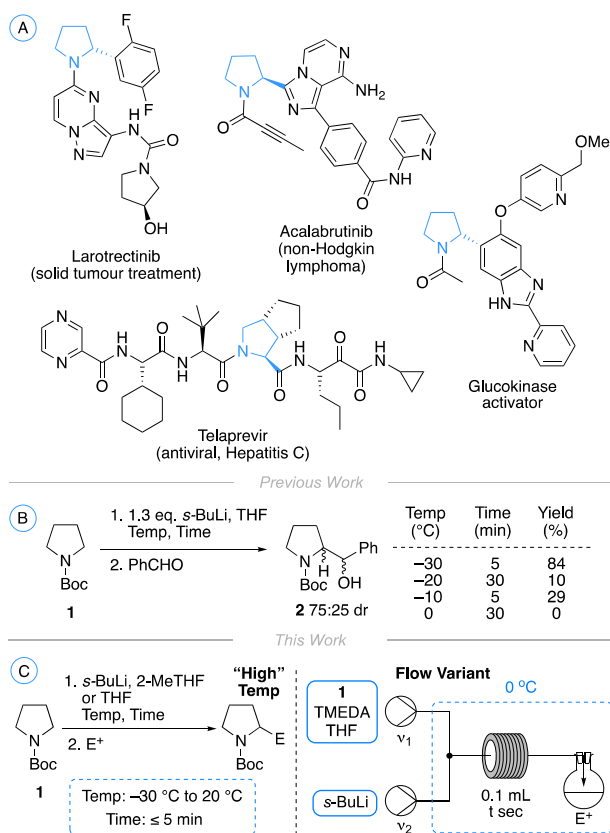 A
F
N
N
N
N
F
HN
O
N
OH
Larotrectinib
(solid tumour treatment)
N
N
NH2
N
N
O
O
NH
N
Acalabrutinib
(non-Hodgkin
lymphoma)
OMe
N
O
N
O
N
HN
N
Glucokinase
activator
N
N
O
H
N
O
N
H
O
N
O
H
N
O
O
H
N
Telaprevir
(antiviral, Hepatitis C)
Previous Work
B
N
Boc
1
1. 1.3 eq. s-BuLi, THF
Temp, Time
2. PhCHO
N
Boc
H
Ph
OH
2 75:25 dr
Temp Time Yield
(°C) (min) (%)
–30 5 84
–20 30 10
–10 5 29
0 30 0
This Work
C
N
Boc
1
1. s-BuLi, 2-MeTHF
or THF
Temp, Time
2. E+
"High"
Temp
N
Boc
E
Temp: –30 °C to 20 °C
Time: ≤ 5 min
Flow Variant
0 °C
1
TMEDA
THF
ν1
s-BuLi
ν2
0.1 mL
t sec
E+